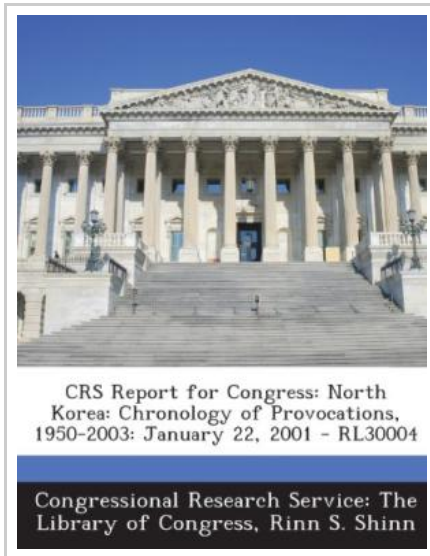 CRS Report for Congress: North
Korea: Chronology of Provocations,
1950-2003: January 22, 2001 - RL30004
Congressional Research Service: The
Library of Congress, Rinn S. Shinn